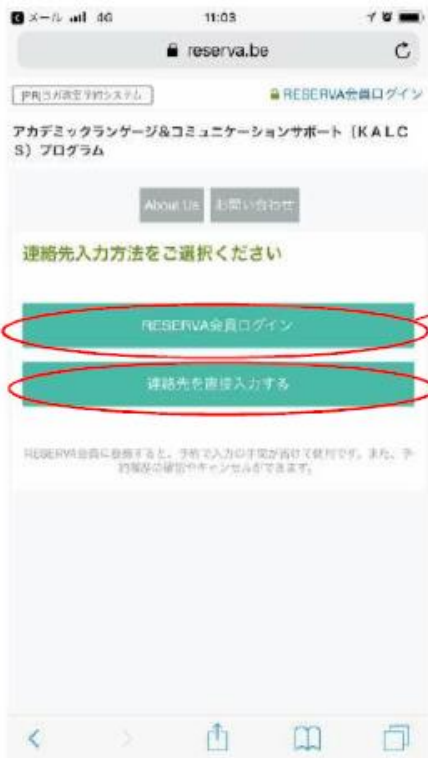 メール 4G 11:03
reserva.be
[PR]ヨガ教室予約システム
RESERVA会員ログイン
アカデミックランゲージ&コミュニケーションサポート（KALC
S）プログラム
About Us お問い合わせ
連絡先入力方法をご選択ください
RESERVA会員ログイン
連絡先を直接入力する
RESERVA会員に登録すると、予約で入力の手間が省けて便利です。また、予
約履歴の確認やキャンセルができます。